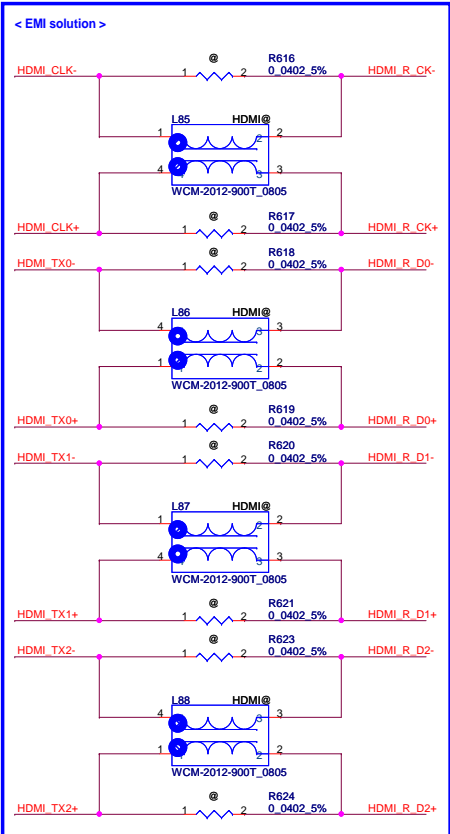 < EMI solution >
@ R616
HDMI_CLK- 1 2 0_0402_5% HDMI_R_CK-
L85 HDMI@
1 2 2
4 3 3
WCM-2012-900T_0805
@ R617
HDMI_CLK+ 1 2 0_0402_5% HDMI_R_CK+
@ R618
HDMI_TX0- 1 2 0_0402_5% HDMI_R_D0-
L86 HDMI@
4 3 3
1 2 2
WCM-2012-900T_0805
@ R619
HDMI_TX0+ 1 2 0_0402_5% HDMI_R_D0+
@ R620
HDMI_TX1- 1 2 0_0402_5% HDMI_R_D1-
L87 HDMI@
1 2 2
4 3 3
WCM-2012-900T_0805
@ R621
HDMI_TX1+ 1 2 0_0402_5% HDMI_R_D1+
@ R623
HDMI_TX2- 1 2 0_0402_5% HDMI_R_D2-
L88 HDMI@
4 3 3
1 2 2
WCM-2012-900T_0805
@ R624
HDMI_TX2+ 1 2 0_0402_5% HDMI_R_D2+